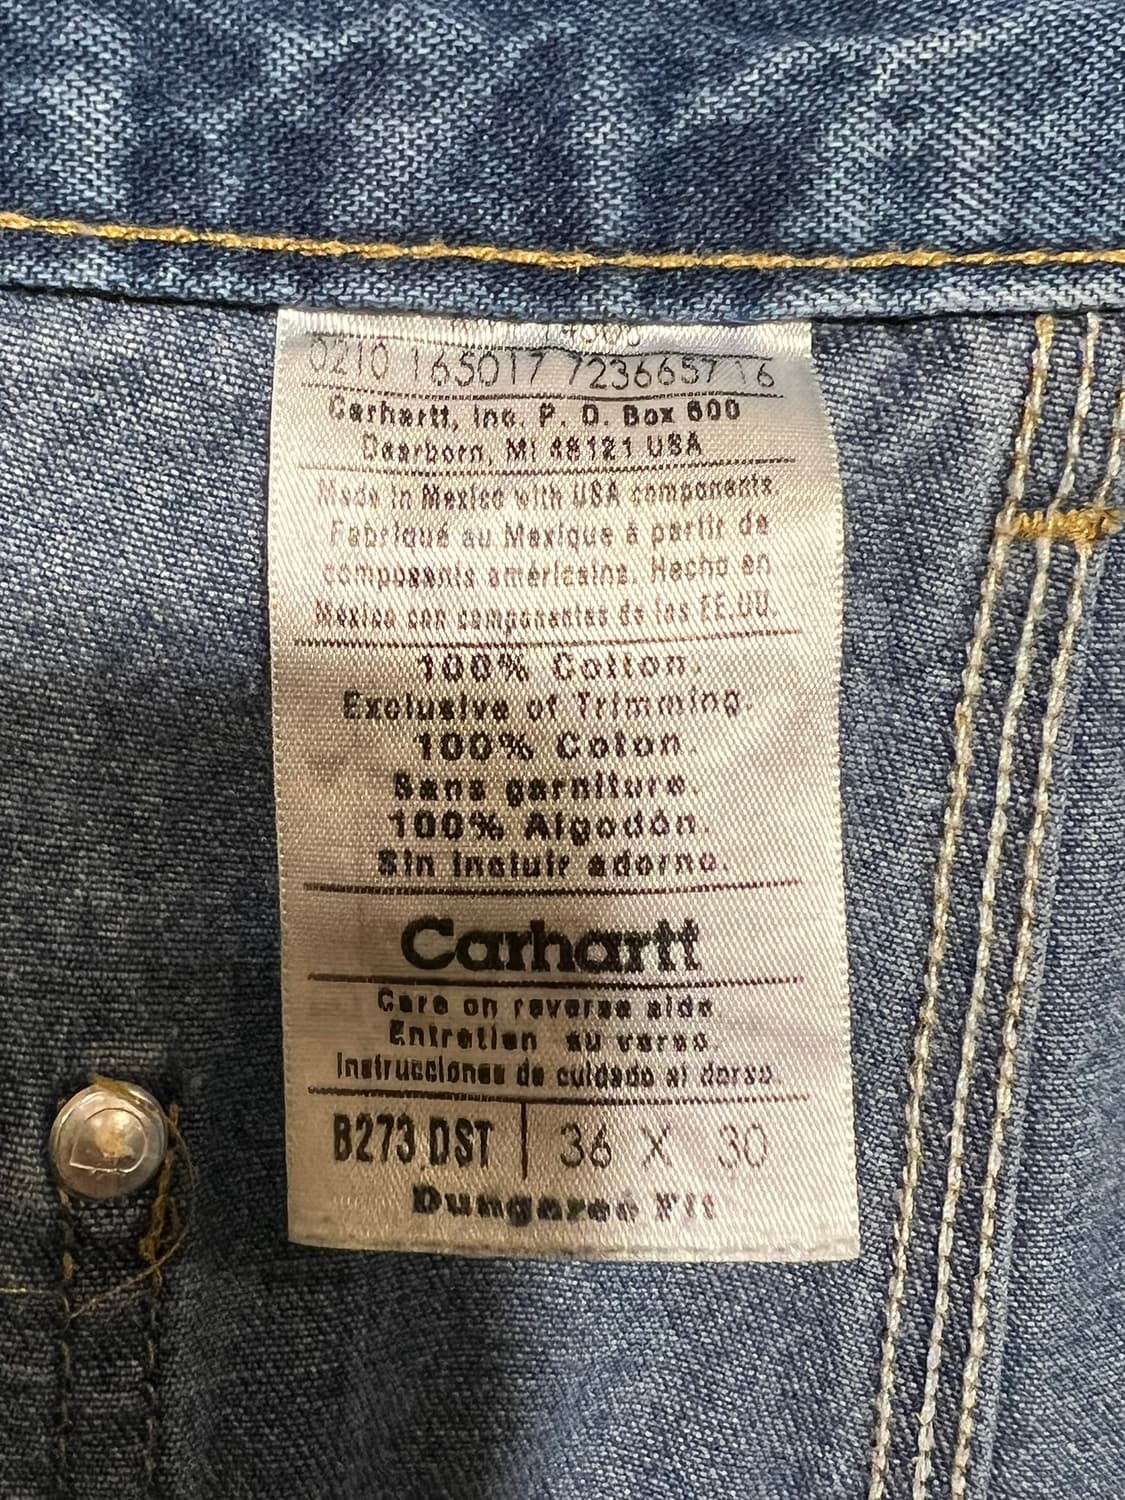 0210 165017 7236657 16
Carhartt, Inc. P. O. Box 600
Dearborn, MI 48121 USA
Made in Mexico with USA components.
Fabriqué au Mexique à partir de
composants américains. Hecho en
México con componentes de los EE.UU.
100% Cotton.
Exclusive of Trimming.
100% Coton.
Sans garniture.
100% Algodón.
Sin incluir adorno.
Carhartt
Care on reverse side.
Entretien au verso.
Instrucciones de cuidado al dorso.
B273 DST | 36 X 30
Dungaree Fit